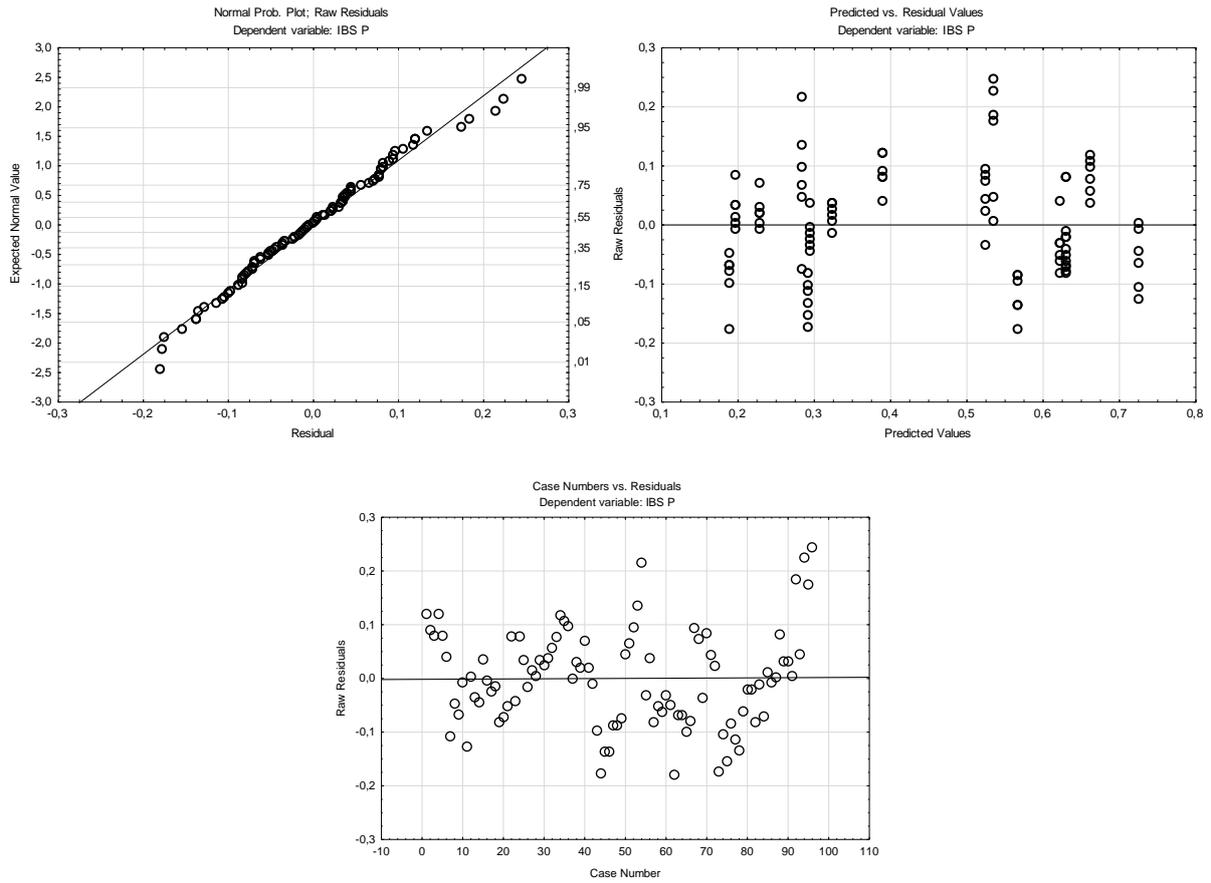 Normal Prob. Plot; Raw Residuals
Dependent variable: IBS P
3,0
2,5
2,0
1,5
1,0
0,5
0,0
-0,5
-1,0
-1,5
-2,0
-2,5
-3,0
Expected Normal Value
,99
,95
,75
,55
,35
,15
,05
,01
-0,3 -0,2 -0,1 0,0 0,1 0,2 0,3
Residual
Predicted vs. Residual Values
Dependent variable: IBS P
0,3
0,2
0,1
0,0
-0,1
-0,2
-0,3
Raw Residuals
0,1 0,2 0,3 0,4 0,5 0,6 0,7 0,8
Predicted Values
Case Numbers vs. Residuals
Dependent variable: IBS P
0,3
0,2
0,1
0,0
-0,1
-0,2
-0,3
Raw Residuals
-10 0 10 20 30 40 50 60 70 80 90 100 110
Case Number